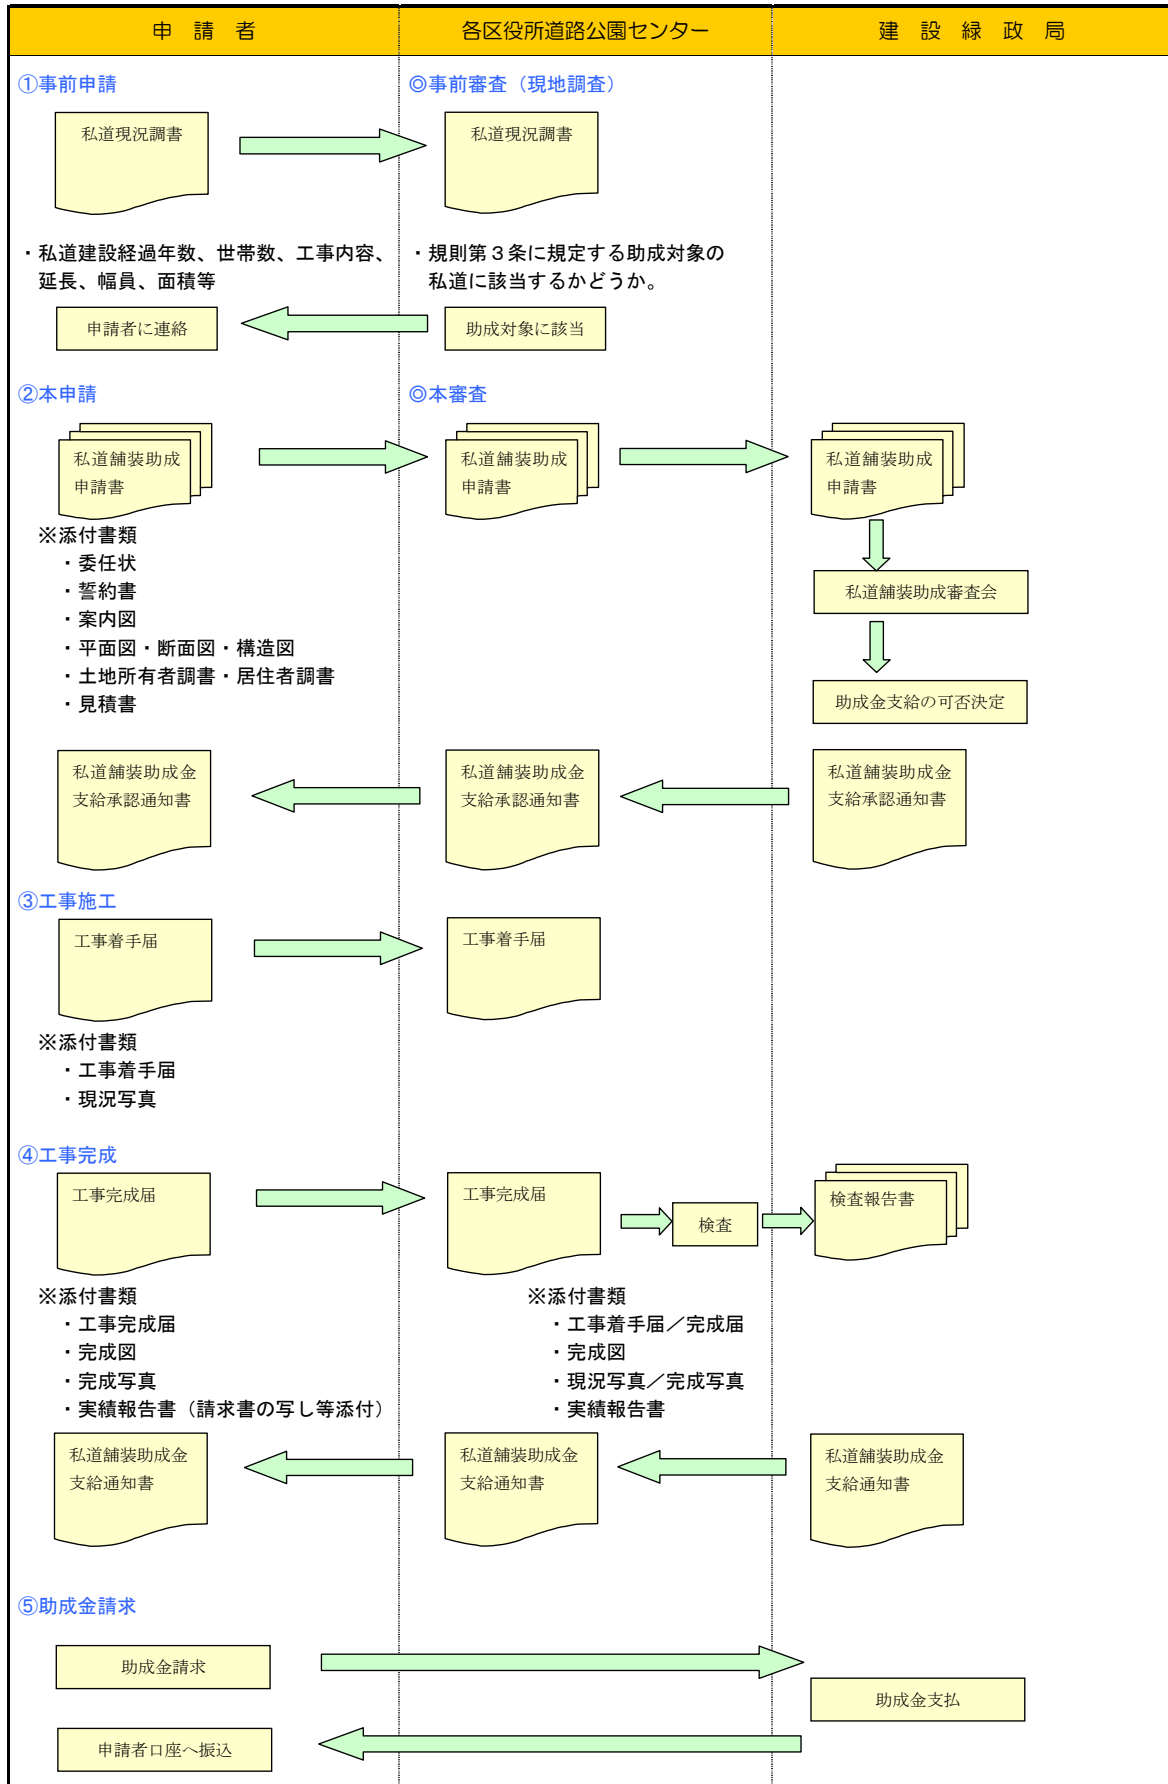 申　請　者
各区役所道路公園センター
建　設　緑　政　局
①事前申請
◎事前審査（現地調査）
私道現況調書
私道現況調書
・私道建設経過年数、世帯数、工事内容、
延長、幅員、面積等
・規則第３条に規定する助成対象の
私道に該当するかどうか。
申請者に連絡
助成対象に該当
②本申請
◎本審査
私道舗装助成
申請書
私道舗装助成
申請書
私道舗装助成
申請書
※添付書類
・委任状
・誓約書
・案内図
・平面図・断面図・構造図
・土地所有者調書・居住者調書
・見積書
私道舗装助成審査会
助成金支給の可否決定
私道舗装助成金
支給承認通知書
私道舗装助成金
支給承認通知書
私道舗装助成金
支給承認通知書
③工事施工
工事着手届
工事着手届
※添付書類
・工事着手届
・現況写真
④工事完成
工事完成届
工事完成届
検査
検査報告書
※添付書類
・工事完成届
・完成図
・完成写真
・実績報告書（請求書の写し等添付）
※添付書類
・工事着手届／完成届
・完成図
・現況写真／完成写真
・実績報告書
私道舗装助成金
支給通知書
私道舗装助成金
支給通知書
私道舗装助成金
支給通知書
⑤助成金請求
助成金請求
助成金支払
申請者口座へ振込